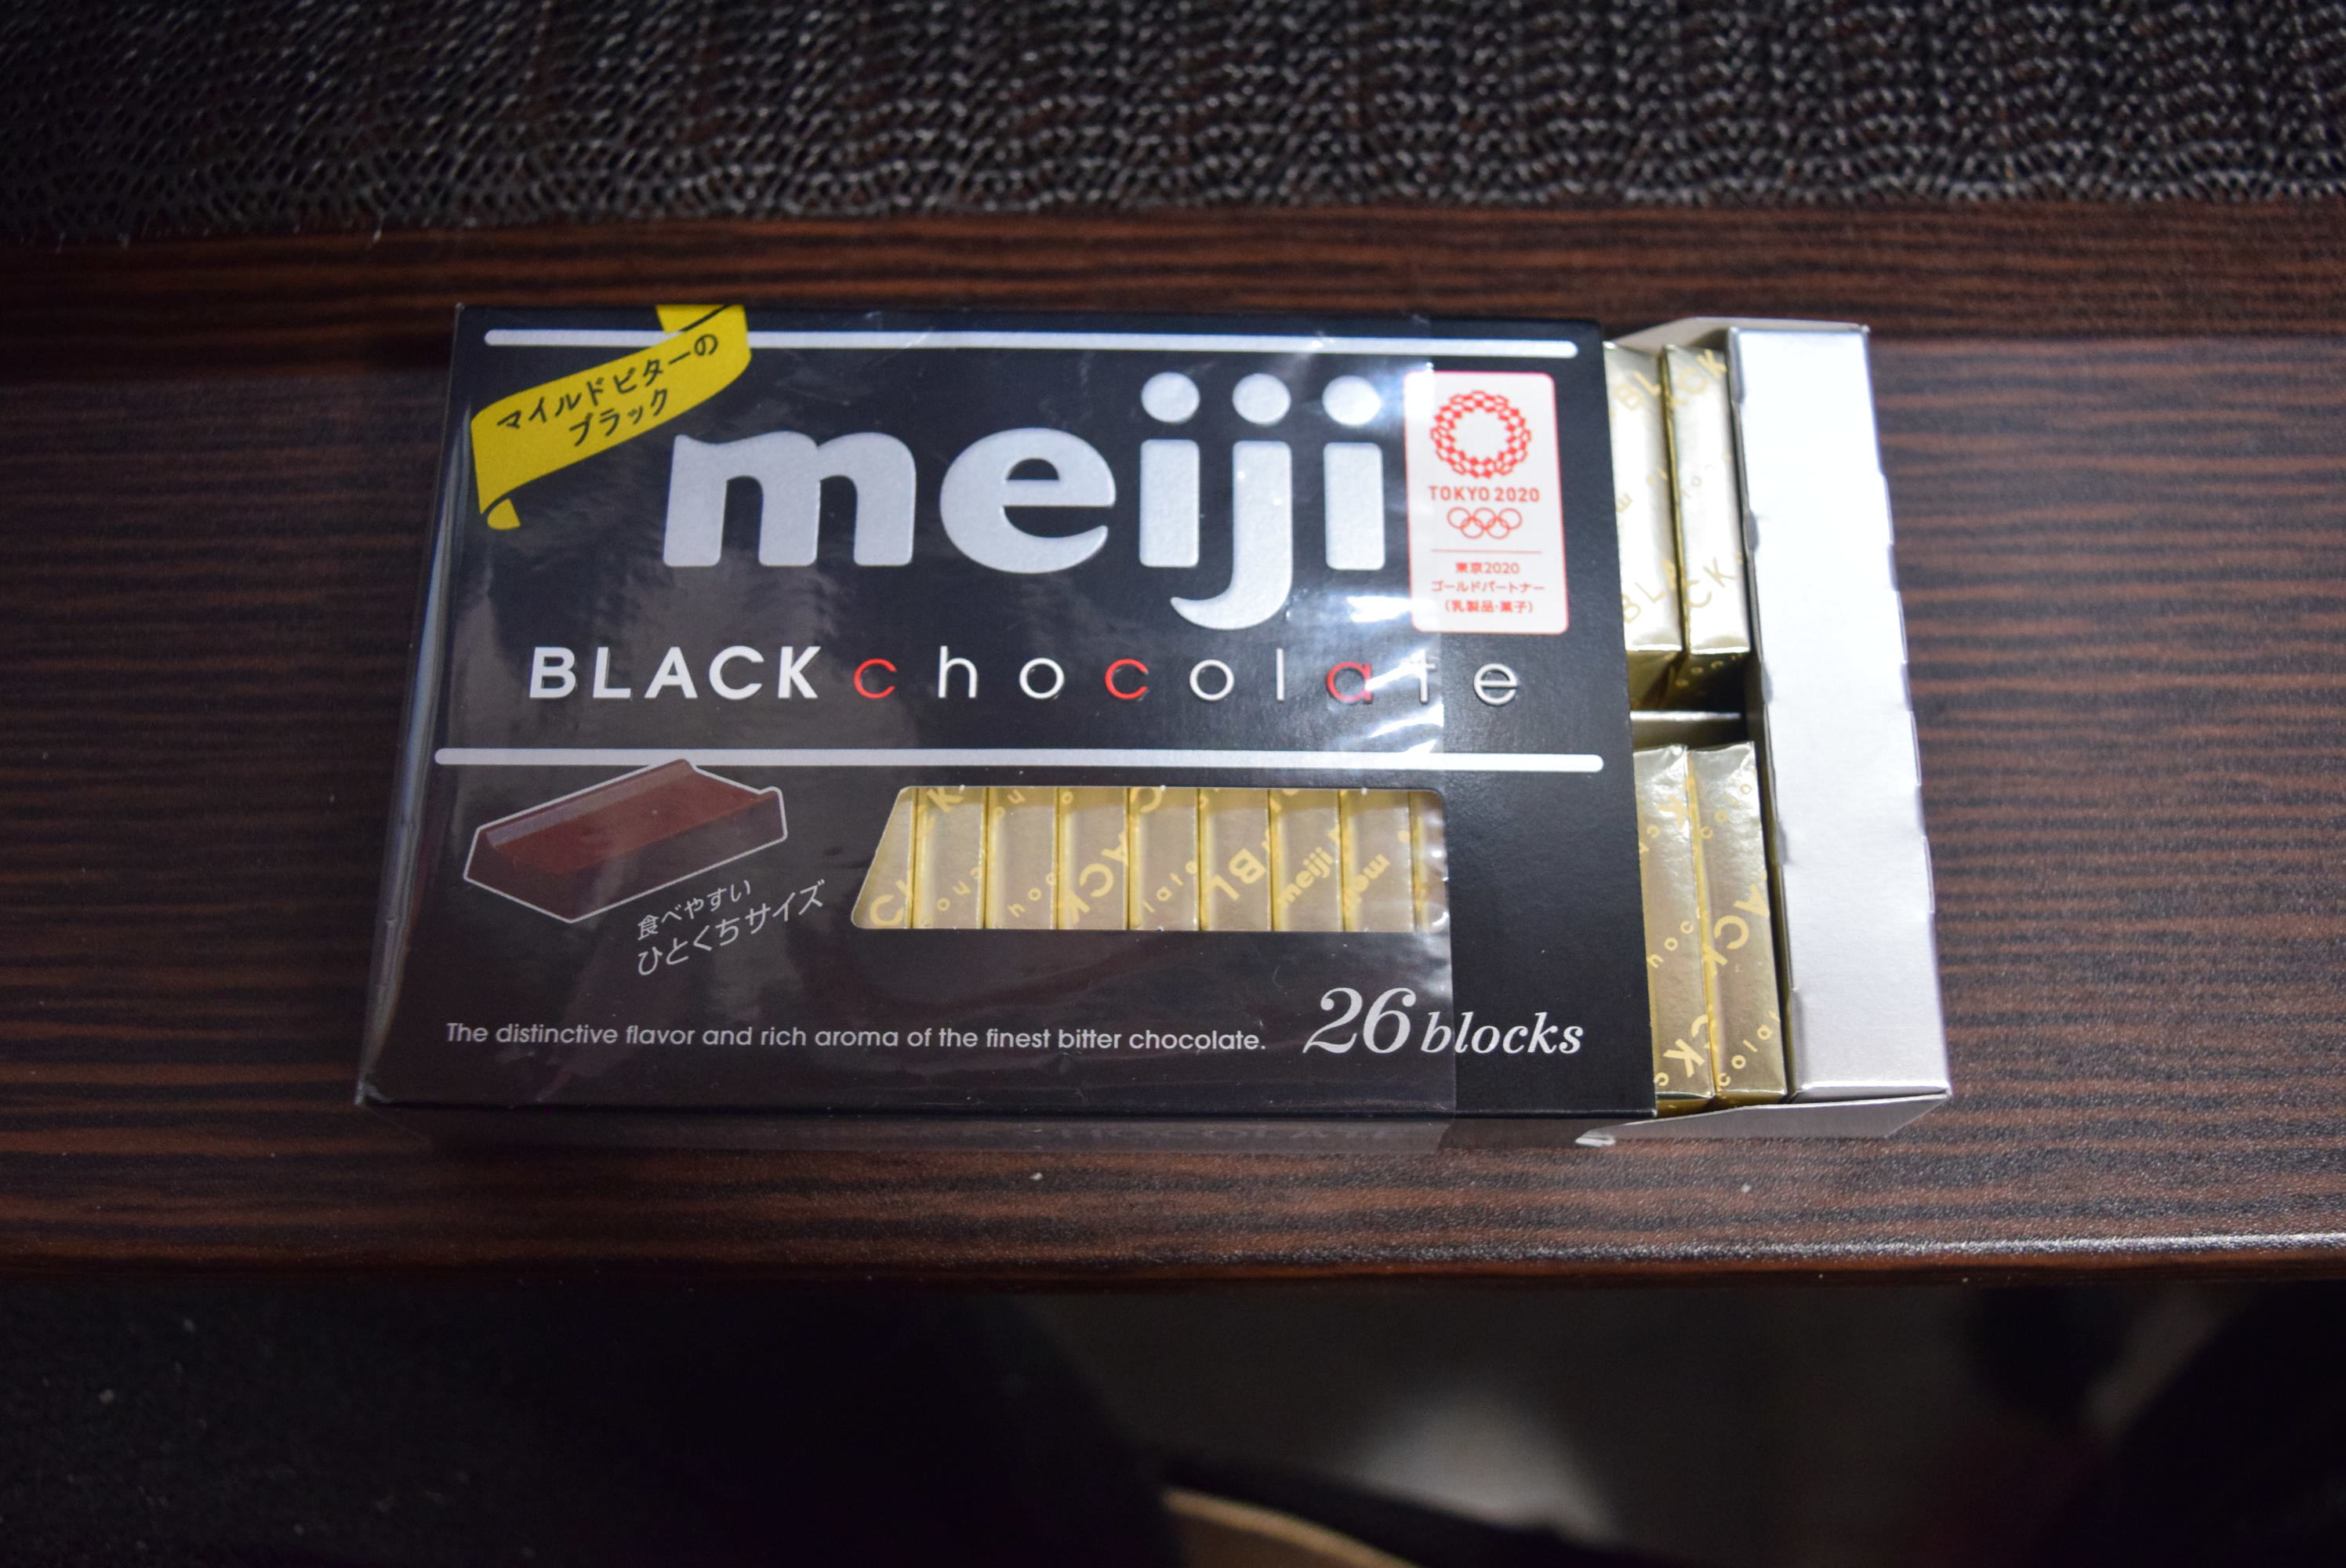 マイルドビターの
ブラック
meiji
TOKYO 2020
東京2020
ゴールドパートナー
(乳製品・菓子)
BLACK chocolate
食べやすい
ひとくちサイズ
The distinctive flavor and rich aroma of the finest bitter chocolate.
26 blocks
meiji